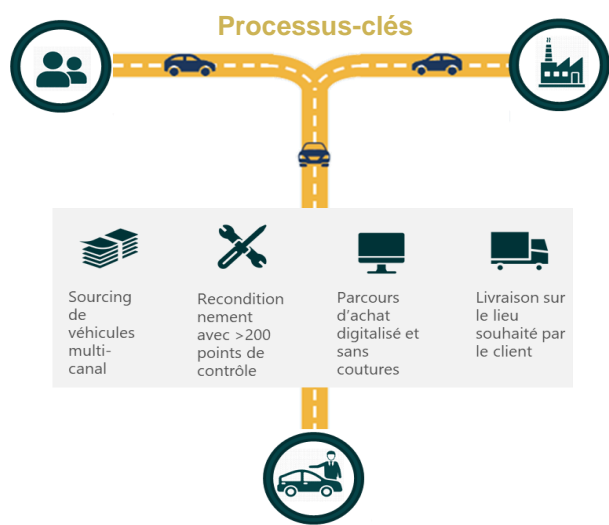 Processus-clés
Sourcing
de
véhicules
multi-
canal
Recondition
nement
avec >200
points de
contrôle
Parcours
d'achat
digitalisé et
sans
coutures
Livraison sur
le lieu
souhaité par
le client